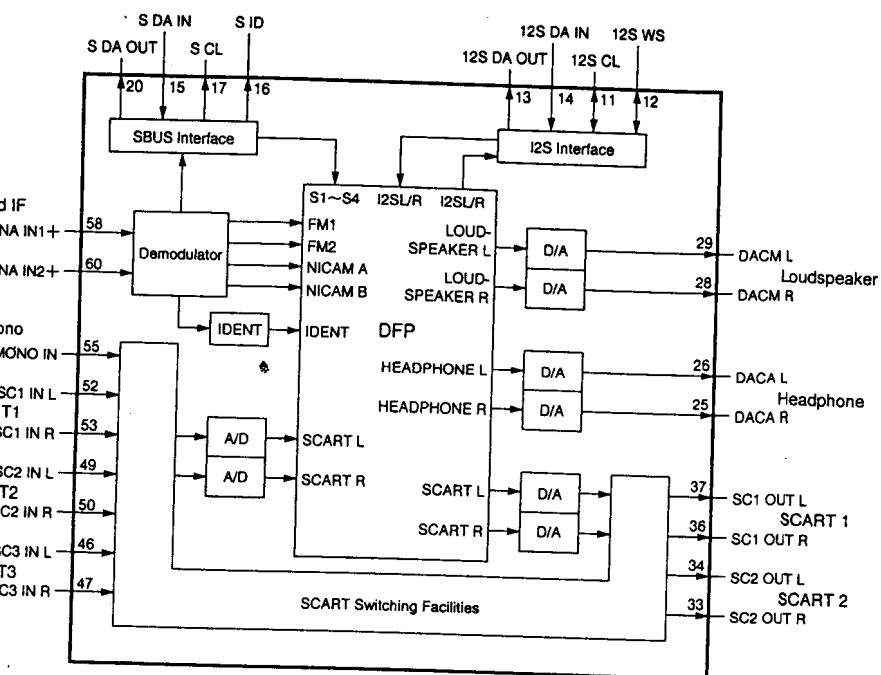 S DA IN
S ID
S DA OUT
S CL
12S DA IN
12S WS
12S DA OUT
12S CL
20
15
17
16
13
14
11
12
SBUS Interface
I2S Interface
d IF
NA IN1+
58
NA IN2+
60
Demodulator
S1~S4
I2SL/R
I2SL/R
FM1
FM2
NICAM A
NICAM B
IDENT
IDENT
DFP
LOUD-
SPEAKER L
LOUD-
SPEAKER R
D/A
D/A
29
DACM L
Loudspeaker
28
DACM R
ono
MONO IN
55
SC1 IN L
52
T1
SC1 IN R
53
SC2 IN L
49
T2
C2 IN R
50
SC3 IN L
46
T3
C3 IN R
47
A/D
A/D
SCART L
SCART R
HEADPHONE L
HEADPHONE R
D/A
D/A
26
DACA L
Headphone
25
DACA R
SCART L
SCART R
D/A
D/A
37
SC1 OUT L
SCART 1
36
SC1 OUT R
34
SC2 OUT L
SCART 2
33
SC2 OUT R
SCART Switching Facilities